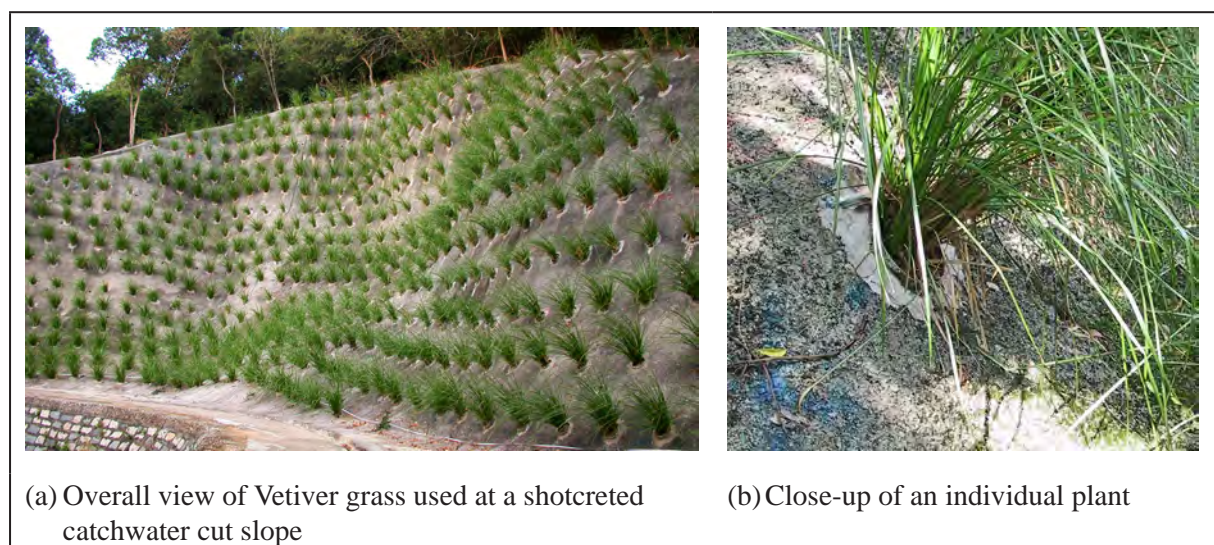 (a) Overall view of Vetiver grass used at a shotcreted
catchwater cut slope
(b) Close-up of an individual plant